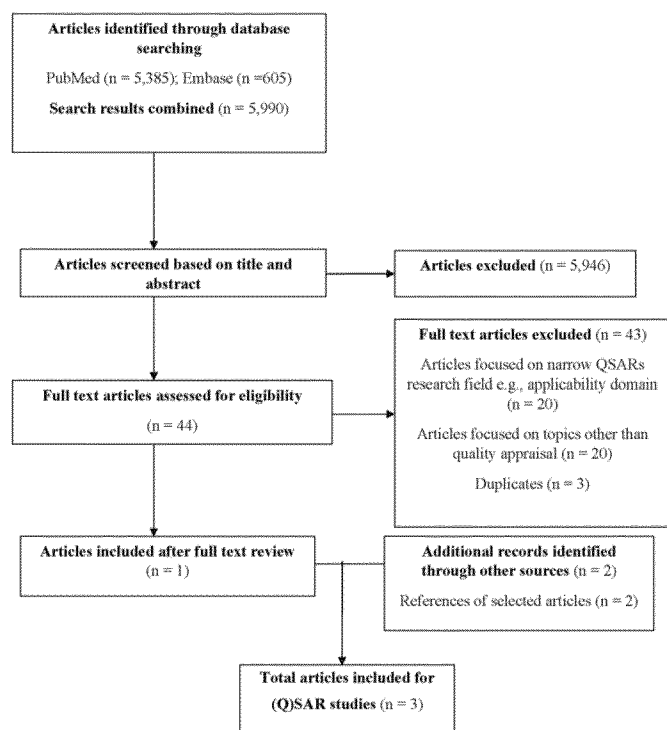 Articles identified through database
searching
PubMed (n = 5,385); Embase (n =605)
Search results combined (n = 5,990)
Articles screened based on title and
abstract
Articles excluded (n = 5,946)
Full text articles assessed for eligibility
(n = 44)
Full text articles excluded (n = 43)
Articles focused on narrow QSARs
research field e.g., applicability domain
(n = 20)
Articles focused on topics other than
quality appraisal (n = 20)
Duplicates (n = 3)
Articles included after full text review
(n = 1)
Additional records identified
through other sources (n = 2)
References of selected articles (n = 2)
Total articles included for
(Q)SAR studies (n = 3)